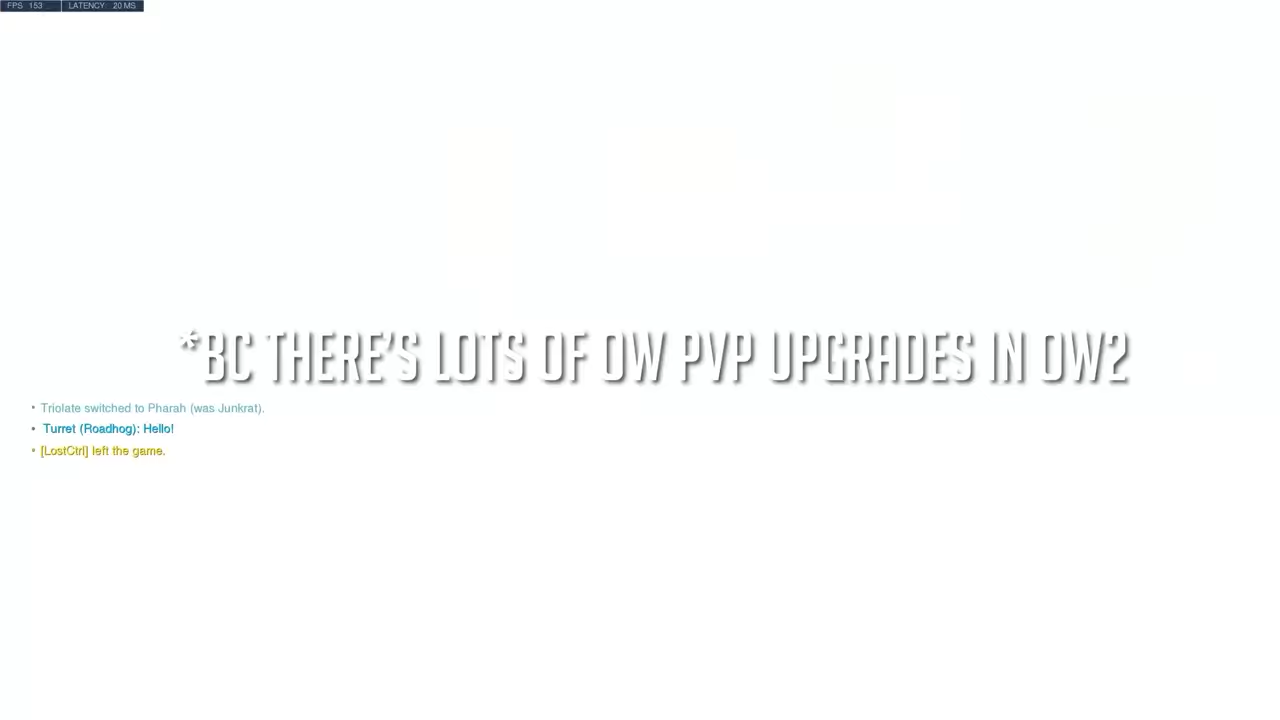 FPS 153 LATENCY: 20 MS
*BC THERE'S LOTS OF OW PVP UPGRADES IN OW2
• Triolate switched to Pharah (was Junkrat).
• Turret (Roadhog): Hello!
• [LostCtrl] left the game.